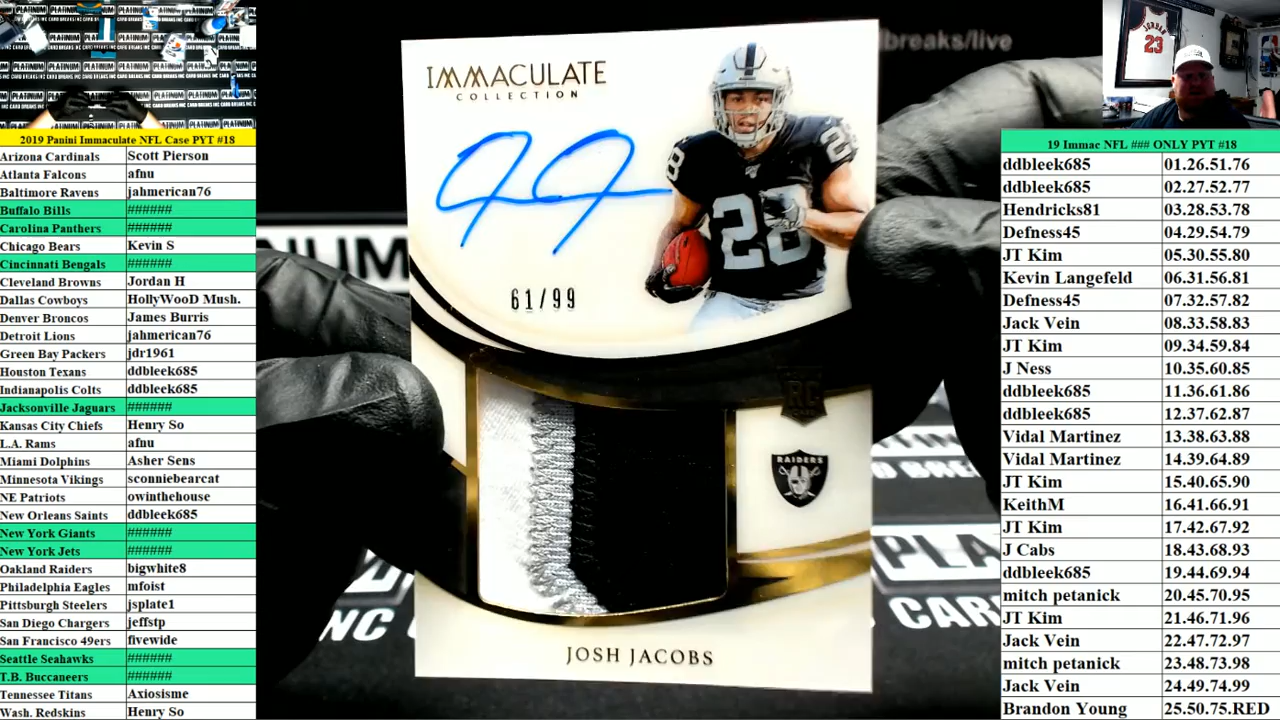 2019 Panini Immaculate NFL Case PYT #18
Arizona Cardinals Scott Pierson
Atlanta Falcons afnu
Baltimore Ravens jahmerican76
Buffalo Bills ######
Carolina Panthers ######
Chicago Bears Kevin S
Cincinnati Bengals ######
Cleveland Browns Jordan H
Dallas Cowboys HollyWooD Mush.
Denver Broncos James Burris
Detroit Lions jahmerican76
Green Bay Packers jdr1961
Houston Texans ddbleek685
Indianapolis Colts ddbleek685
Jacksonville Jaguars ######
Kansas City Chiefs Henry So
L.A. Rams afnu
Miami Dolphins Asher Sens
Minnesota Vikings sconniebearcat
NE Patriots owinthehouse
New Orleans Saints ddbleek685
New York Giants ######
New York Jets ######
Oakland Raiders bigwhite8
Philadelphia Eagles mfoist
Pittsburgh Steelers jsplate1
San Diego Chargers jeffstp
San Francisco 49ers fivewide
Seattle Seahawks ######
T.B. Buccaneers ######
Tennessee Titans Axiosisme
Wash. Redskins Henry So
IMMACULATE
COLLECTION
28
61/99
RC
RAIDERS
JOSH JACOBS
ks/live
JORDAN
23
19 Immac NFL ### ONLY PYT #18
ddbleek685 01.26.51.76
ddbleek685 02.27.52.77
Hendricks81 03.28.53.78
Defness45 04.29.54.79
JT Kim 05.30.55.80
Kevin Langefeld 06.31.56.81
Defness45 07.32.57.82
Jack Vein 08.33.58.83
JT Kim 09.34.59.84
J Ness 10.35.60.85
ddbleek685 11.36.61.86
ddbleek685 12.37.62.87
Vidal Martinez 13.38.63.88
Vidal Martinez 14.39.64.89
JT Kim 15.40.65.90
KeithM 16.41.66.91
JT Kim 17.42.67.92
J Cabs 18.43.68.93
ddbleek685 19.44.69.94
mitch petanick 20.45.70.95
JT Kim 21.46.71.96
Jack Vein 22.47.72.97
mitch petanick 23.48.73.98
Jack Vein 24.49.74.99
Brandon Young 25.50.75.RED